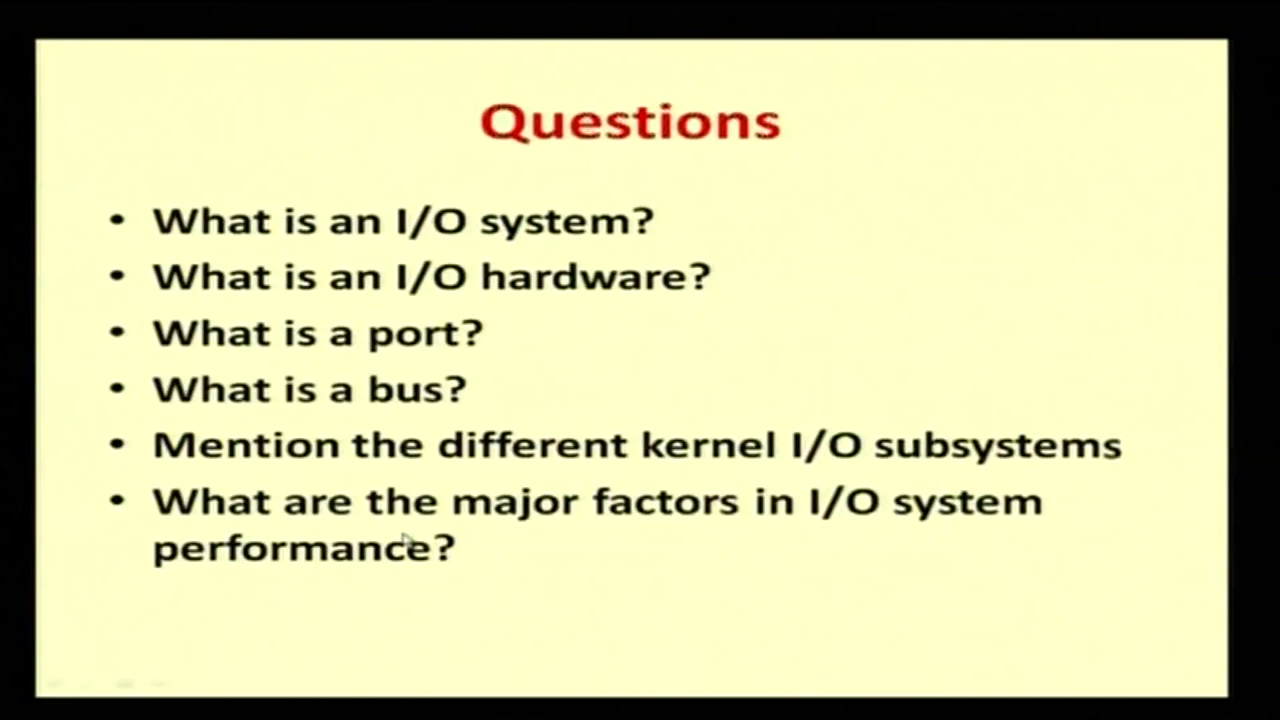 Questions
• What is an I/O system?
• What is an I/O hardware?
• What is a port?
• What is a bus?
• Mention the different kernel I/O subsystems
• What are the major factors in I/O system
performance?